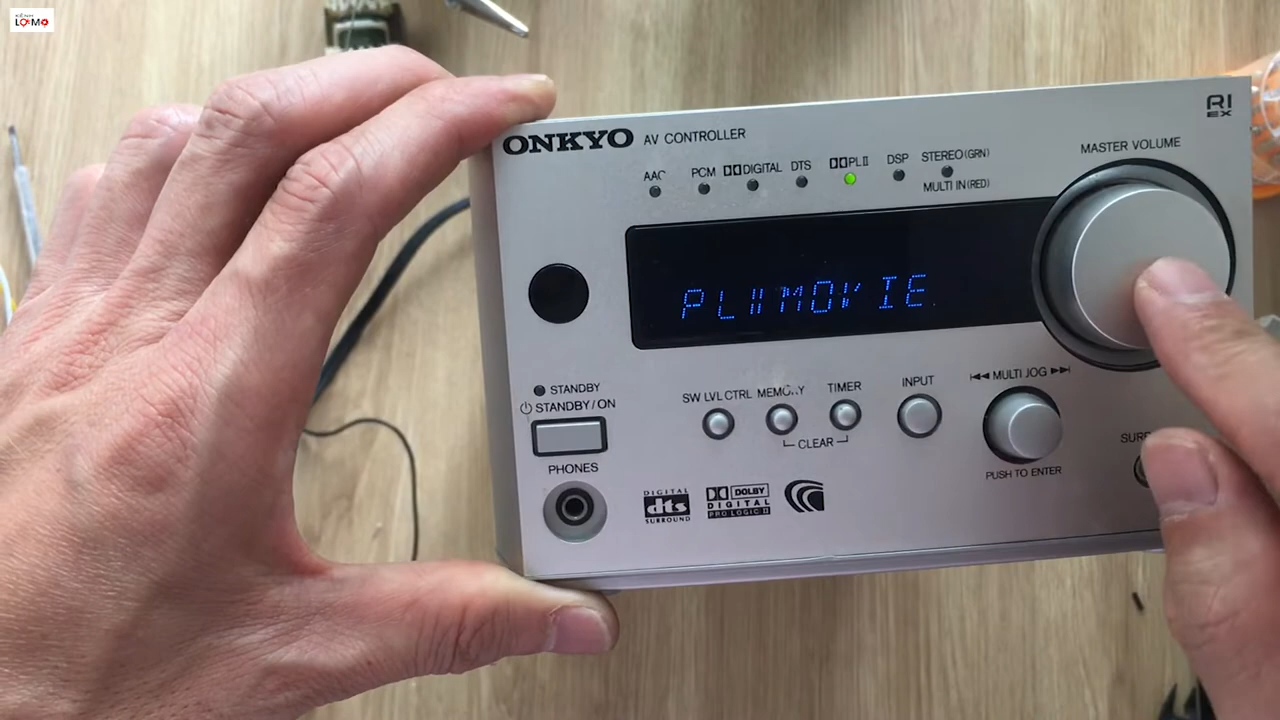 KÊNH
LOMO
RI
EX
ONKYO AV CONTROLLER
MASTER VOLUME
AAC PCM DIGITAL DTS PLII DSP STEREO(GRN)
MULTI IN(RED)
PLIIMOVIE
STANDBY
STANDBY/ON
SW LVL CTRL MEMORY TIMER INPUT MULTI JOG
CLEAR
PUSH TO ENTER
PHONES
DIGITAL
dts
SURROUND
DOLBY
DIGITAL
PRO LOGIC II